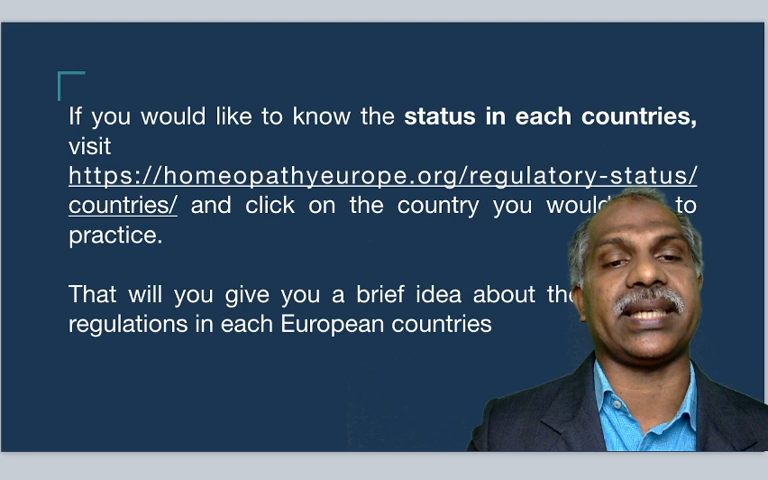 If you would like to know the status in each countries,
visit
https://homeopathyeurope.org/regulatory-status/
countries/ and click on the country you would to
practice.
That will you give you a brief idea about the
regulations in each European countries